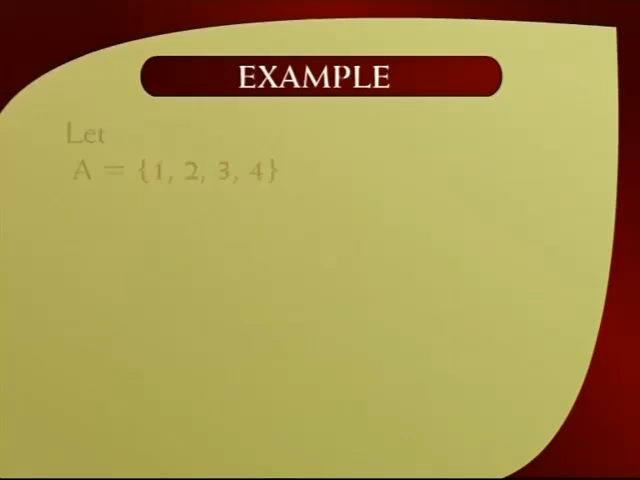 EXAMPLE
Let
A = {1, 2, 3, 4}